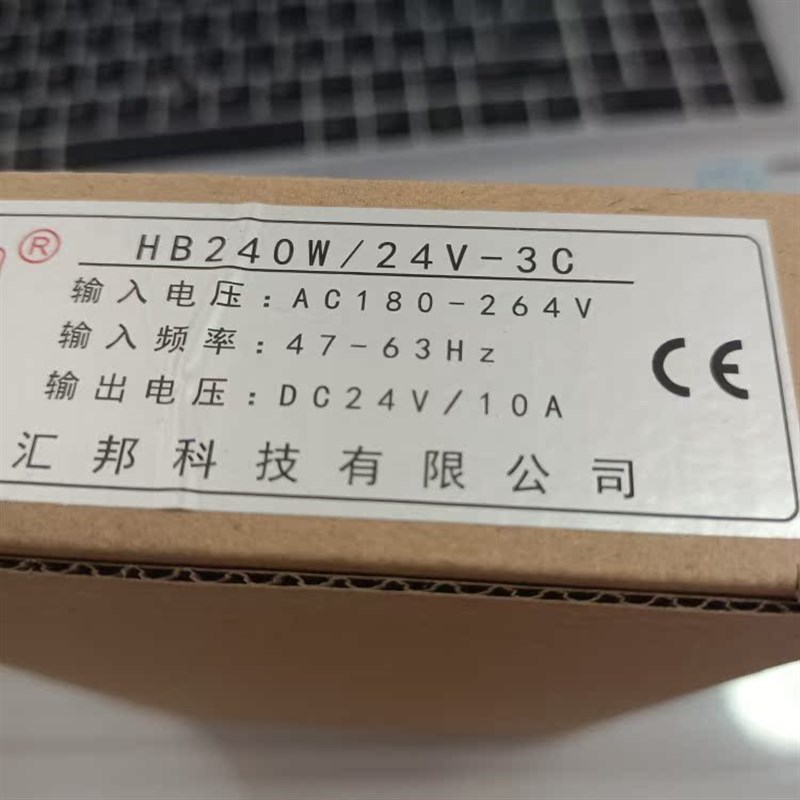 ®
HB240W/24V-3C
输入电压：AC180-264V
输入频率：47-63Hz
输出电压：DC24V/10A
CE
汇邦科技有限公司